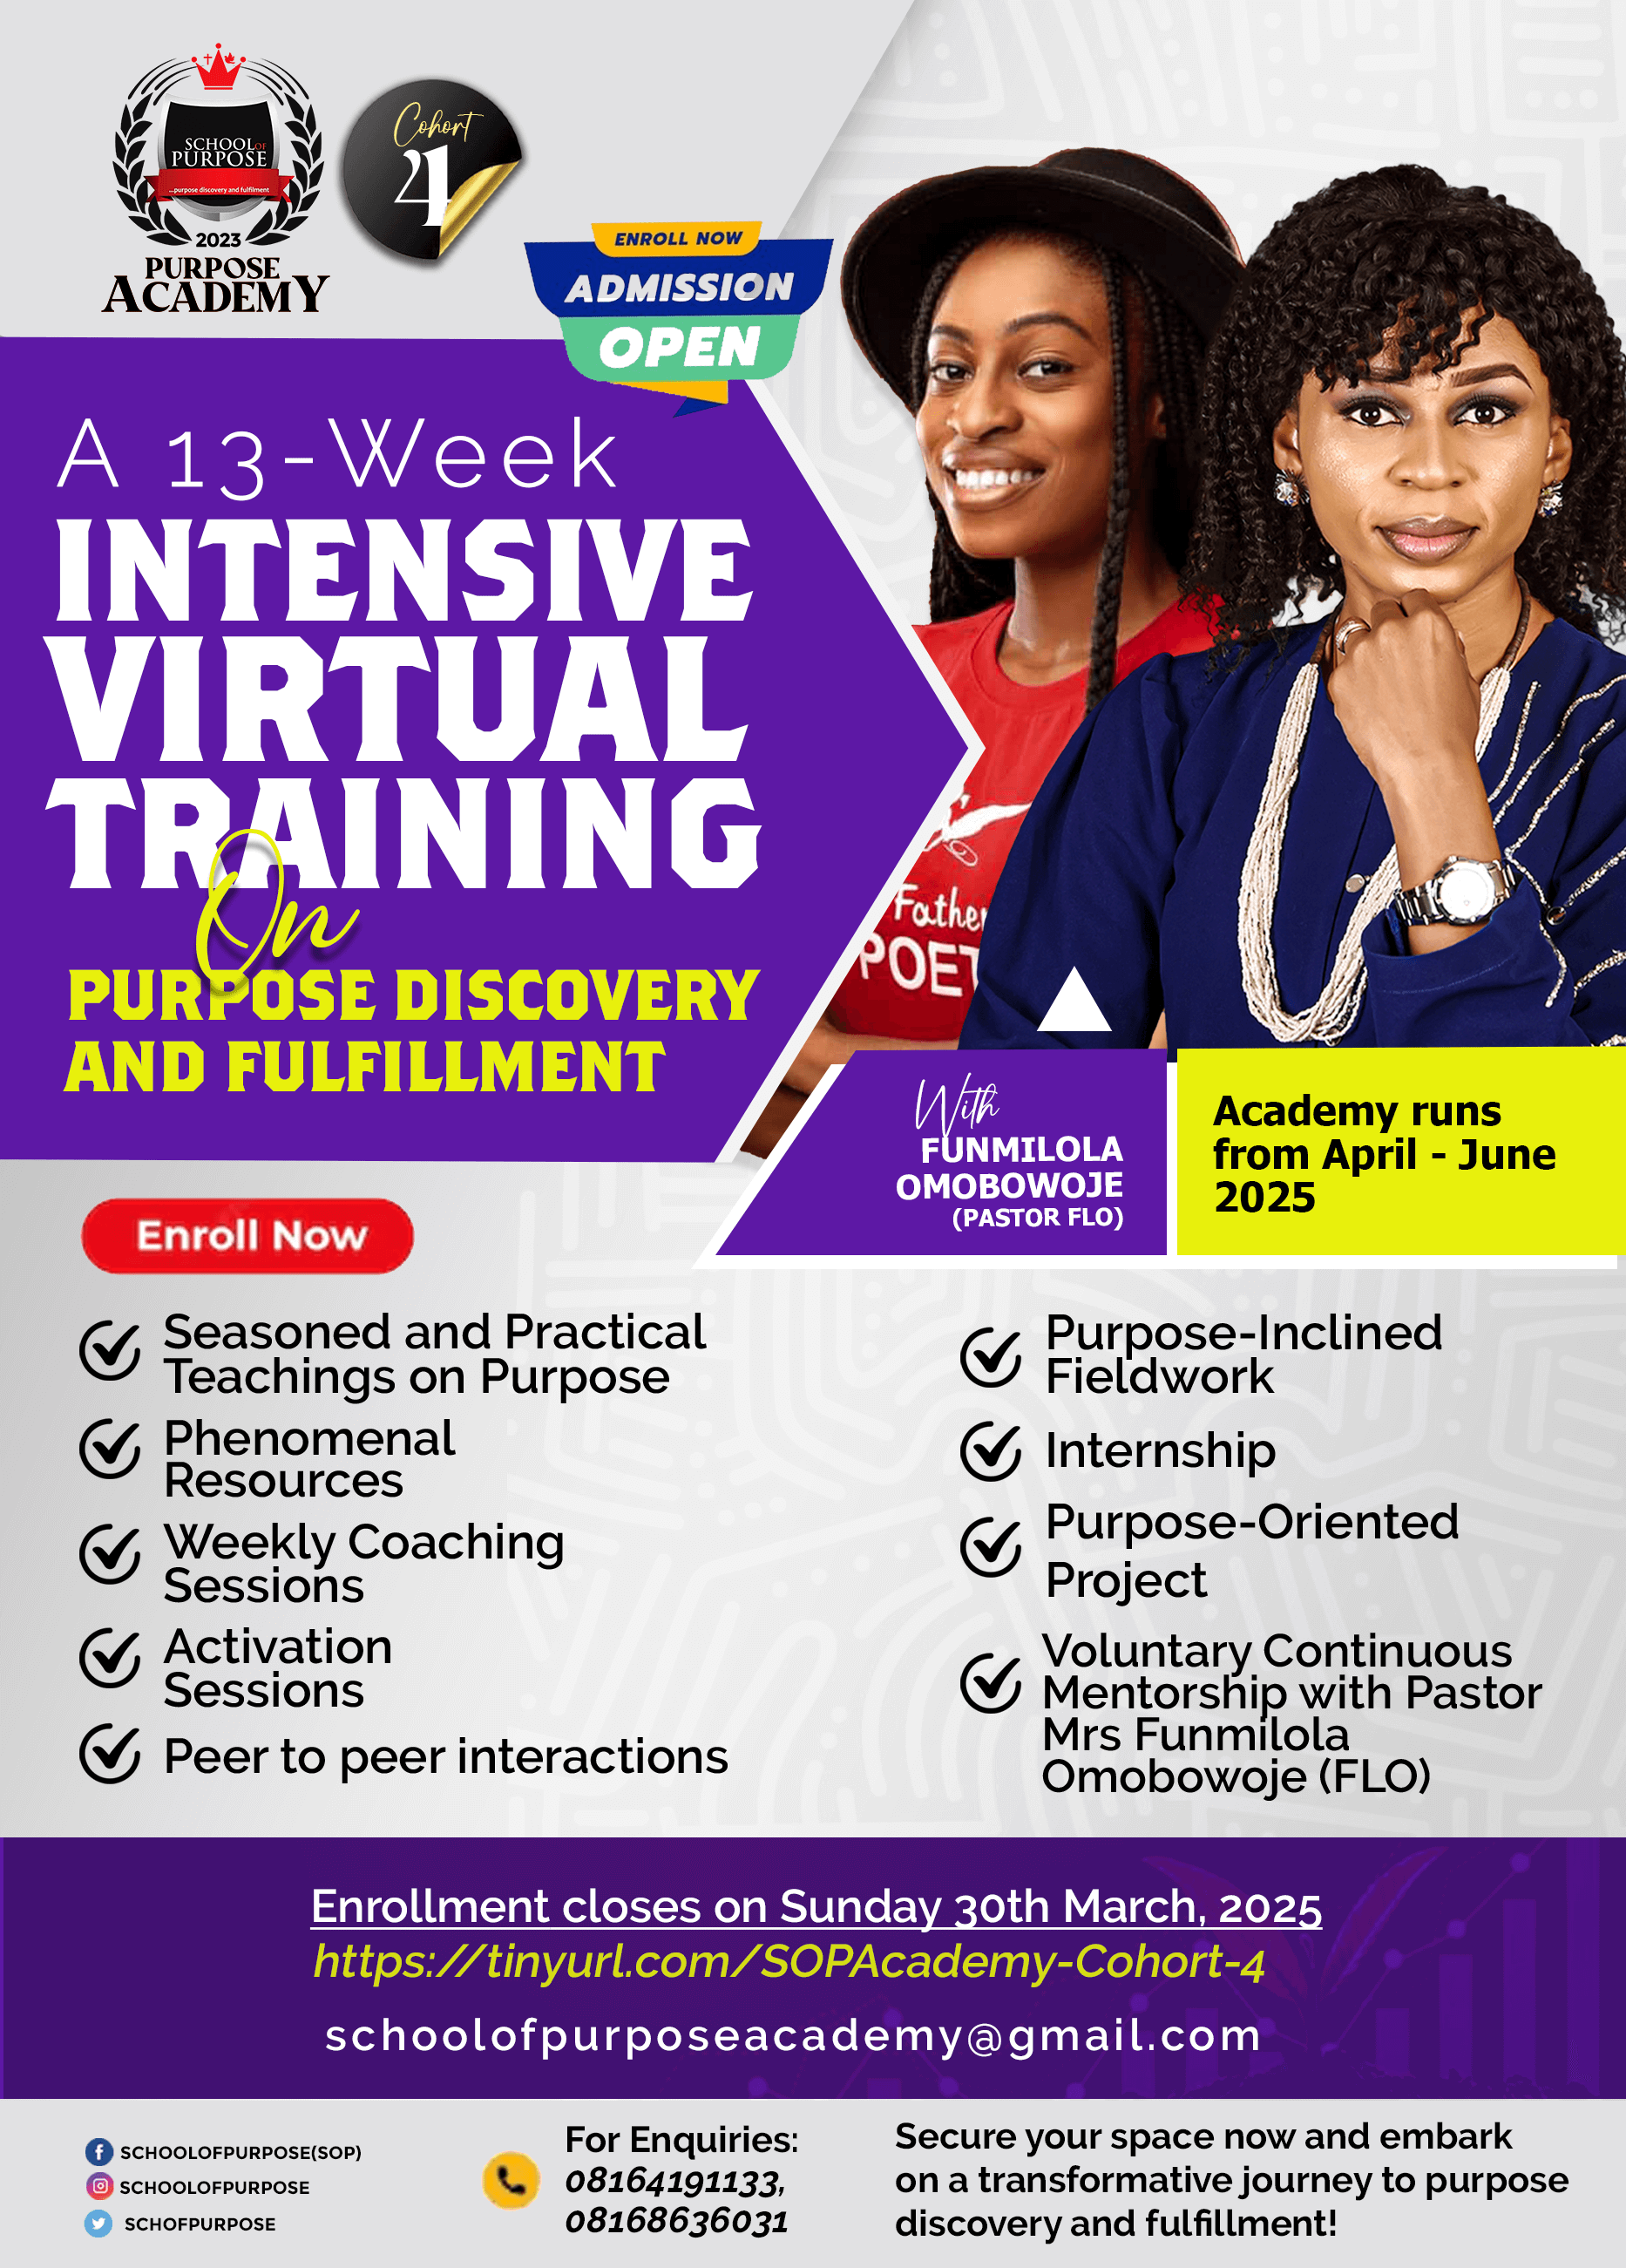 SCHOOL OF
PURPOSE
...purpose discovery and fulfilment
2023
PURPOSE
ACADEMY
Cohort
4
ENROLL NOW
ADMISSION
OPEN
A 13-Week
INTENSIVE
VIRTUAL
TRAINING
On
PURPOSE DISCOVERY
AND FULFILLMENT
Father
POET
With
FUNMILOLA
OMOBOWOJE
(PASTOR FLO)
Academy runs
from April - June
2025
Enroll Now
Seasoned and Practical
Teachings on Purpose
Phenomenal
Resources
Weekly Coaching
Sessions
Activation
Sessions
Peer to peer interactions
Purpose-Inclined
Fieldwork
Internship
Purpose-Oriented
Project
Voluntary Continuous
Mentorship with Pastor
Mrs Funmilola
Omobowoje (FLO)
Enrollment closes on Sunday 30th March, 2025
https://tinyurl.com/SOPAcademy-Cohort-4
schoolofpurposeacademy@gmail.com
SCHOOLOFPURPOSE(SOP)
SCHOOLOFPURPOSE
SCHOFPURPOSE
For Enquiries:
08164191133,
08168636031
Secure your space now and embark
on a transformative journey to purpose
discovery and fulfillment!